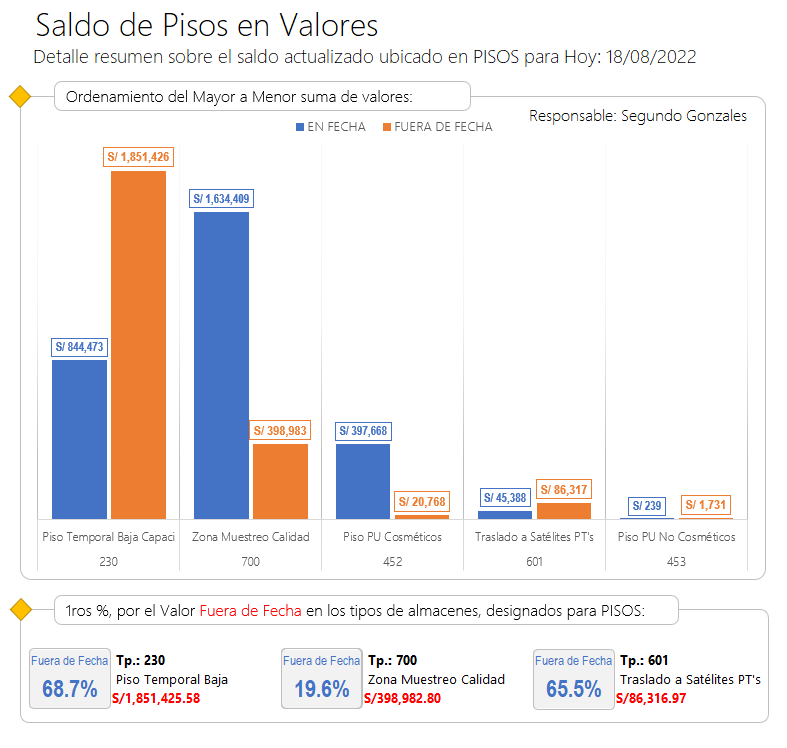 Saldo de Pisos en Valores
Detalle resumen sobre el saldo actualizado ubicado en PISOS para Hoy: 18/08/2022
Ordenamiento del Mayor a Menor suma de valores:
Responsable: Segundo Gonzales
EN FECHA FUERA DE FECHA
S/ 1,851,426
S/ 1,634,409
S/ 844,473
S/ 398,983
S/ 397,668
S/ 20,768
S/ 45,388
S/ 86,317
S/ 239
S/ 1,731
Piso Temporal Baja Capaci Zona Muestreo Calidad Piso PU Cosméticos Traslado a Satélites PT's Piso PU No Cosméticos
230 700 452 601 453
1ros %, por el Valor Fuera de Fecha en los tipos de almacenes, designados para PISOS:
Fuera de Fecha
68.7%
Tp.: 230
Piso Temporal Baja
S/1,851,425.58
Fuera de Fecha
19.6%
Tp.: 700
Zona Muestreo Calidad
S/398,982.80
Fuera de Fecha
65.5%
Tp.: 601
Traslado a Satélites PT's
S/86,316.97